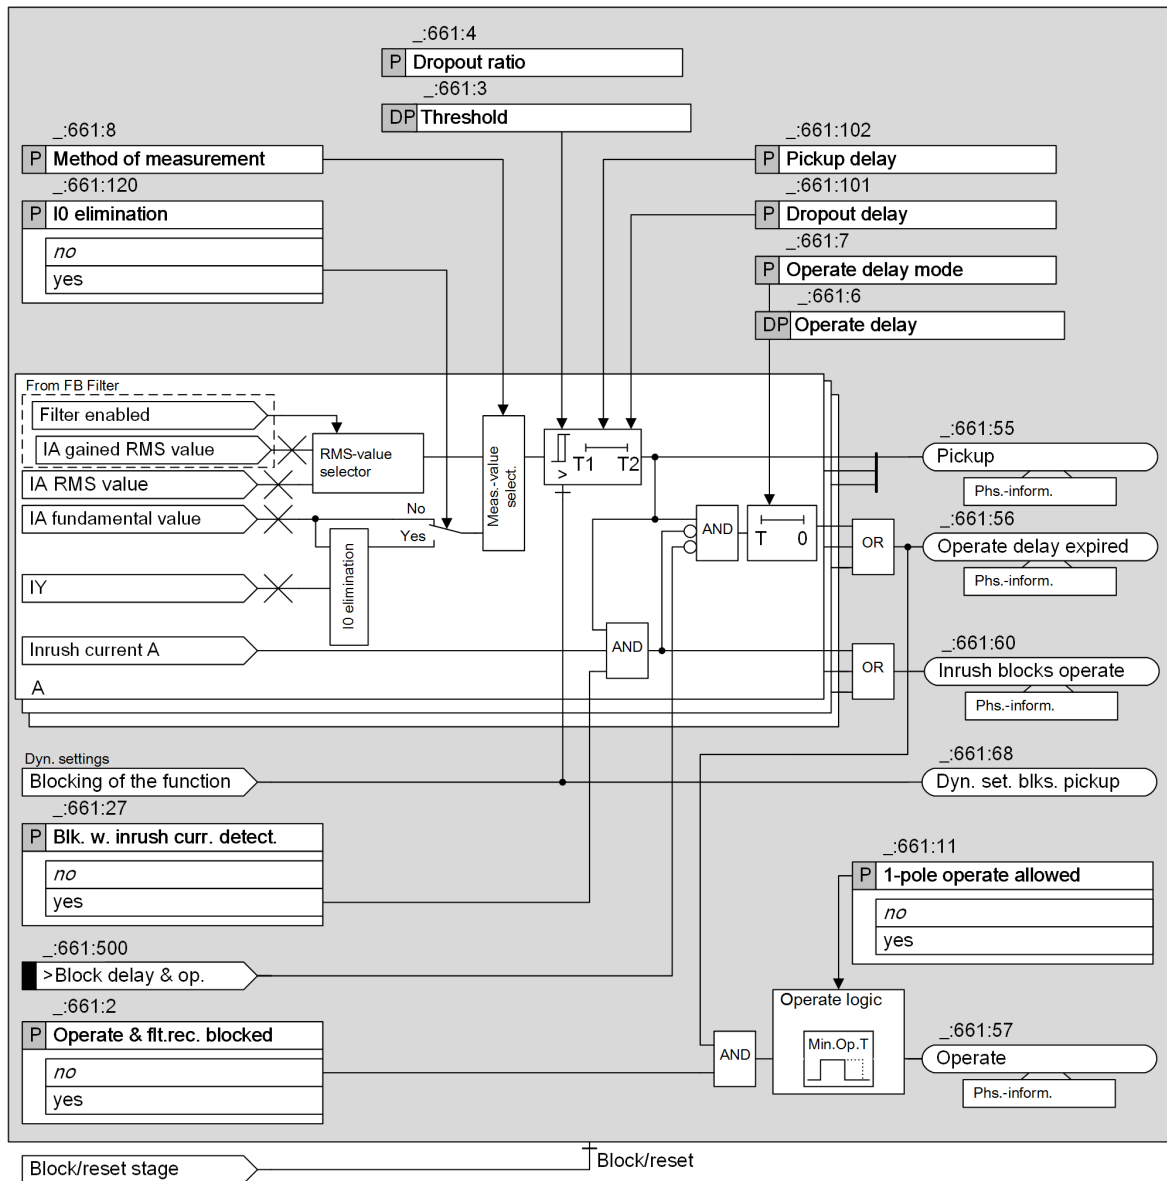 _:661:4
P Dropout ratio
_:661:3
DP Threshold
_:661:8
P Method of measurement
_:661:120
P I0 elimination
no
yes
_:661:102
P Pickup delay
_:661:101
P Dropout delay
_:661:7
P Operate delay mode
_:661:6
DP Operate delay
From FB Filter
Filter enabled
IA gained RMS value
IA RMS value
IA fundamental value
IY
Inrush current A
A
RMS-value
selector
No
Yes
I0 elimination
Meas.-value
select.
>
T1 T2
AND
T 0
AND
OR
OR
_:661:55
Pickup
Phs.-inform.
_:661:56
Operate delay expired
Phs.-inform.
_:661:60
Inrush blocks operate
Phs.-inform.
Dyn. settings
Blocking of the function
_:661:68
Dyn. set. blks. pickup
_:661:27
P Blk. w. inrush curr. detect.
no
yes
_:661:11
P 1-pole operate allowed
no
yes
_:661:500
>Block delay & op.
_:661:2
P Operate & flt.rec. blocked
no
yes
AND
Operate logic
Min.Op.T
_:661:57
Operate
Phs.-inform.
Block/reset stage
Block/reset